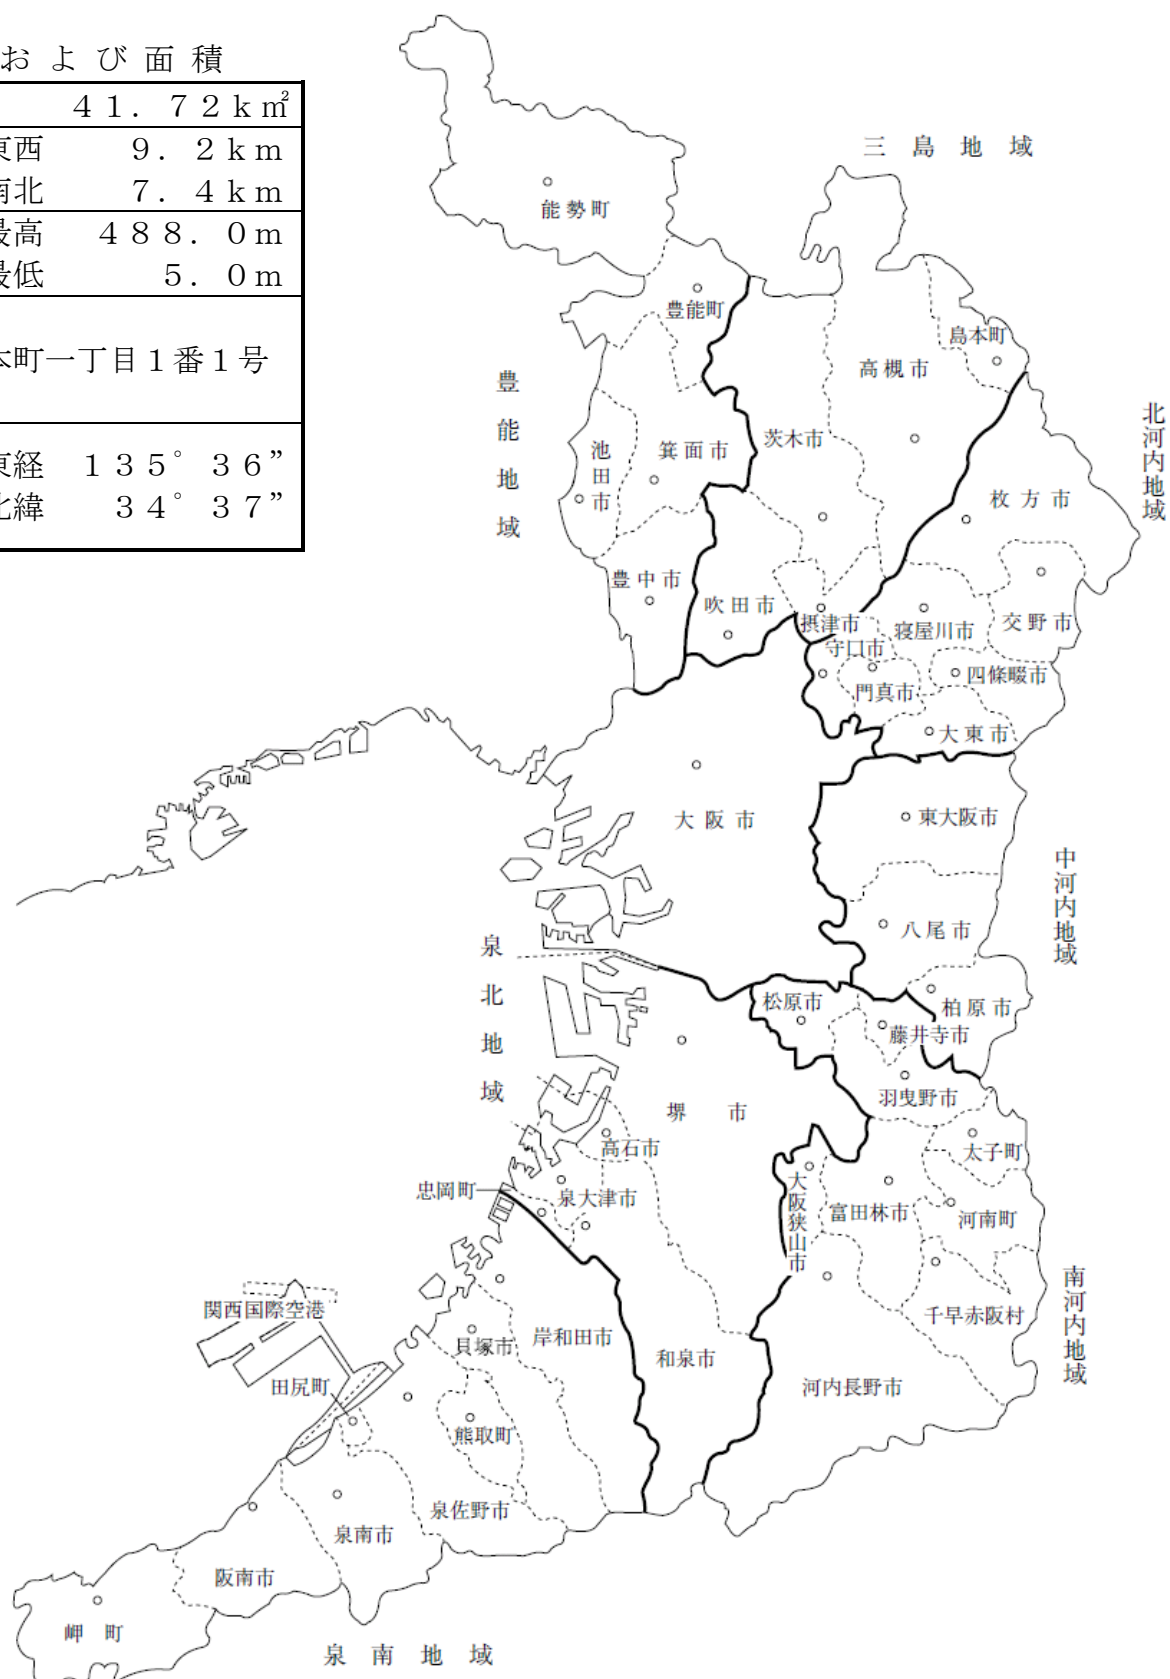 および面積
41.72k㎡
東西 9.2km
南北 7.4km
最高 488.0m
最低 5.0m
本町一丁目1番1号
東経 135°36”
北緯 34°37”
三島地域
能勢町
豊能町
島本町
高槻市
豊能地域
北河内地域
茨木市
箕面市
池田市
枚方市
豊中市
吹田市
摂津市
寝屋川市
交野市
守口市
門真市
四條畷市
大東市
大阪市
東大阪市
中河内地域
八尾市
泉北地域
松原市
柏原市
藤井寺市
羽曳野市
堺市
高石市
太子町
忠岡町
泉大津市
大阪狭山市
富田林市
河南町
南河内地域
関西国際空港
千早赤阪村
岸和田市
貝塚市
和泉市
田尻町
河内長野市
熊取町
泉佐野市
泉南市
阪南市
岬町
泉南地域